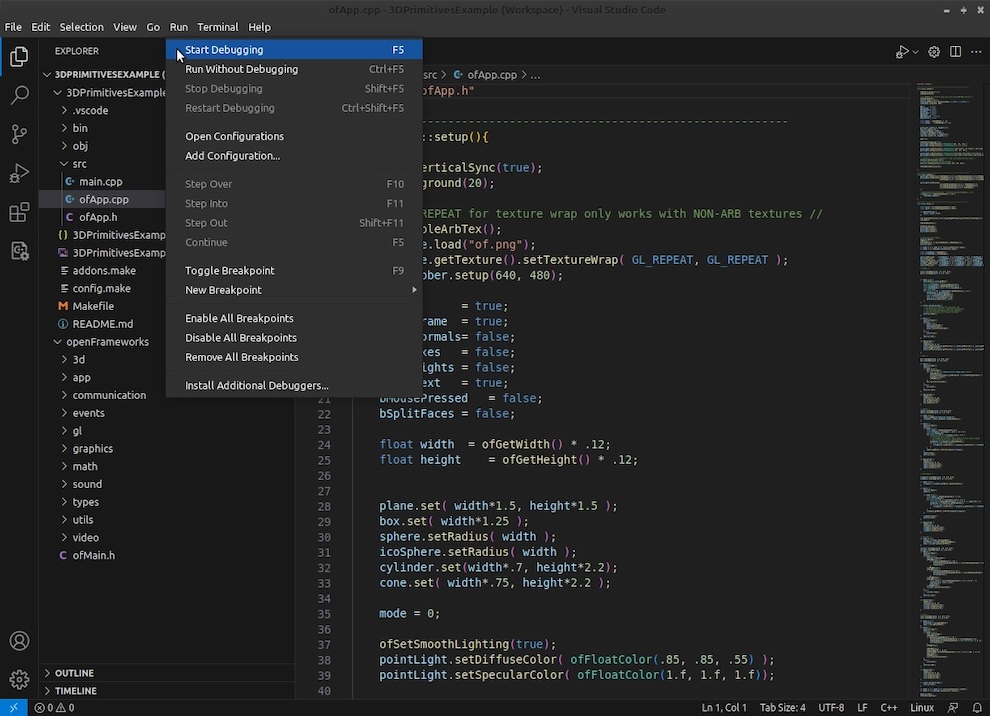 ofApp.cpp - 3DPrimitivesExample (Workspace) - Visual Studio Code
File Edit Selection View Go Run Terminal Help
EXPLORER
3DPRIMITIVESEXAMPLE (
3DPrimitivesExample
.vscode
bin
obj
src
main.cpp
ofApp.cpp
ofApp.h
3DPrimitivesExamp
3DPrimitivesExamp
addons.make
config.make
Makefile
README.md
openFrameworks
3d
app
communication
events
gl
graphics
math
sound
types
utils
video
ofMain.h
OUTLINE
TIMELINE
Start Debugging F5
Run Without Debugging Ctrl+F5
Stop Debugging Shift+F5
Restart Debugging Ctrl+Shift+F5
Open Configurations
Add Configuration...
Step Over F10
Step Into F11
Step Out Shift+F11
Continue F5
Toggle Breakpoint F9
New Breakpoint
Enable All Breakpoints
Disable All Breakpoints
Remove All Breakpoints
Install Additional Debuggers...
src > ofApp.cpp > ...
ofApp.h"
------------------------------------------------------
::setup(){
erticalSync(true);
ground(20);
REPEAT for texture wrap only works with NON-ARB textures //
bleArbTex();
e.load("of.png");
e.getTexture().setTextureWrap( GL_REPEAT, GL_REPEAT );
ber.setup(640, 480);
= true;
rame = true;
ormals= false;
xes = false;
ghts = false;
ext = true;
21 bMousePressed = false;
22 bSplitFaces = false;
23
24 float width = ofGetWidth() * .12;
25 float height = ofGetHeight() * .12;
26
27
28 plane.set( width*1.5, height*1.5 );
29 box.set( width*1.25 );
30 sphere.setRadius( width );
31 icoSphere.setRadius( width );
32 cylinder.set(width*.7, height*2.2);
33 cone.set( width*.75, height*2.2 );
34
35 mode = 0;
36
37 ofSetSmoothLighting(true);
38 pointLight.setDiffuseColor( ofFloatColor(.85, .85, .55) );
39 pointLight.setSpecularColor( ofFloatColor(1.f, 1.f, 1.f));
40
0 0 Ln 1, Col 1 Tab Size: 4 UTF-8 LF C++ Linux